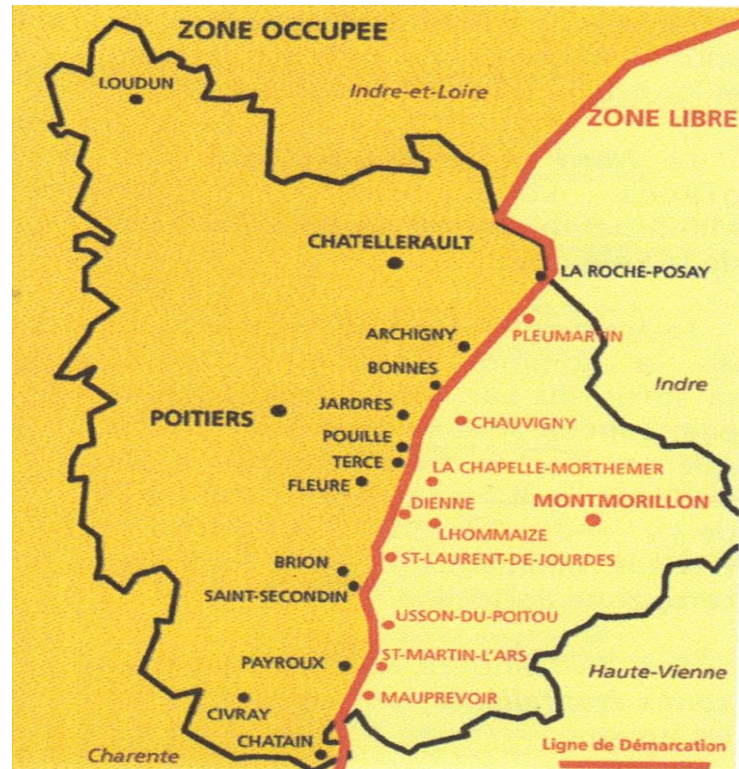 ZONE OCCUPEE
LOUDUN
Indre-et-Loire
ZONE LIBRE
CHATELLERAULT
LA ROCHE-POSAY
PLEUMARTIN
ARCHIGNY
BONNES
Indre
JARDRES
POITIERS
CHAUVIGNY
POUILLE
TERCE
LA CHAPELLE-MORTHEMER
FLEURE
DIENNE
MONTMORILLON
LHOMMAIZE
ST-LAURENT-DE-JOURDES
BRION
SAINT-SECONDIN
USSON-DU-POITOU
ST-MARTIN-L'ARS
PAYROUX
Haute-Vienne
MAUPREVOIR
CIVRAY
CHATAIN
Charente
Ligne de Démarcation